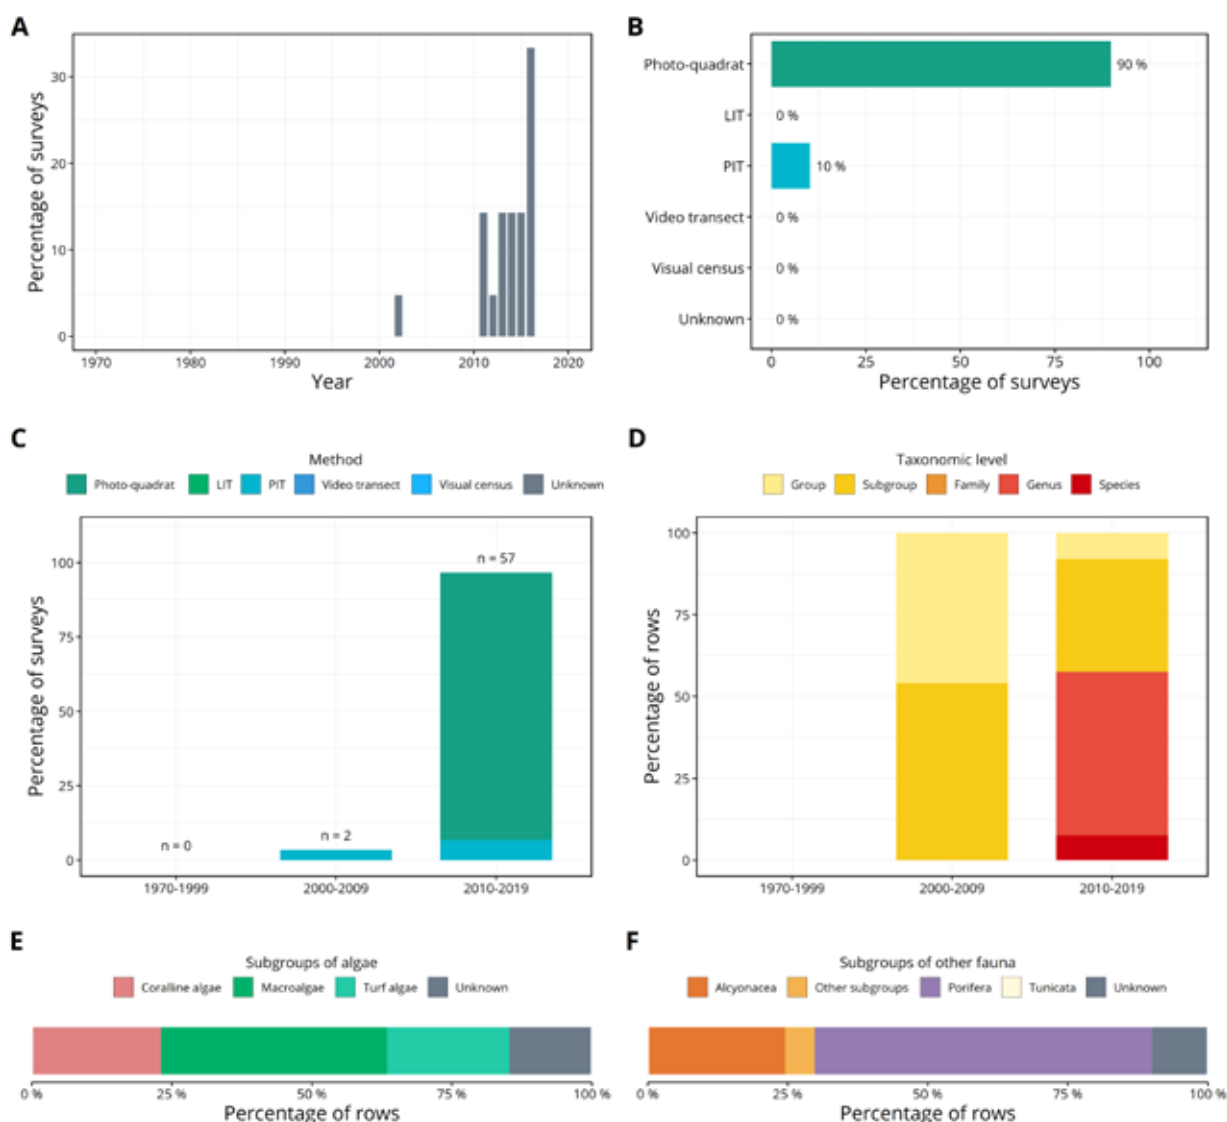 A
Percentage of surveys
30
20
10
0
1970 1980 1990 2000 2010 2020
Year
B
Photo-quadrat 90 %
LIT 0 %
PIT 10 %
Video transect 0 %
Visual census 0 %
Unknown 0 %
0 25 50 75 100
Percentage of surveys
C
Method
Photo-quadrat LIT PIT Video transect Visual census Unknown
Percentage of surveys
100
75
50
25
0
n = 0
n = 2
n = 57
1970-1999 2000-2009 2010-2019
D
Taxonomic level
Group Subgroup Family Genus Species
Percentage of rows
100
75
50
25
0
1970-1999 2000-2009 2010-2019
E
Subgroups of algae
Coralline algae Macroalgae Turf algae Unknown
0 % 25 % 50 % 75 % 100 %
Percentage of rows
F
Subgroups of other fauna
Alcyonacea Other subgroups Porifera Tunicata Unknown
0 % 25 % 50 % 75 % 100 %
Percentage of rows